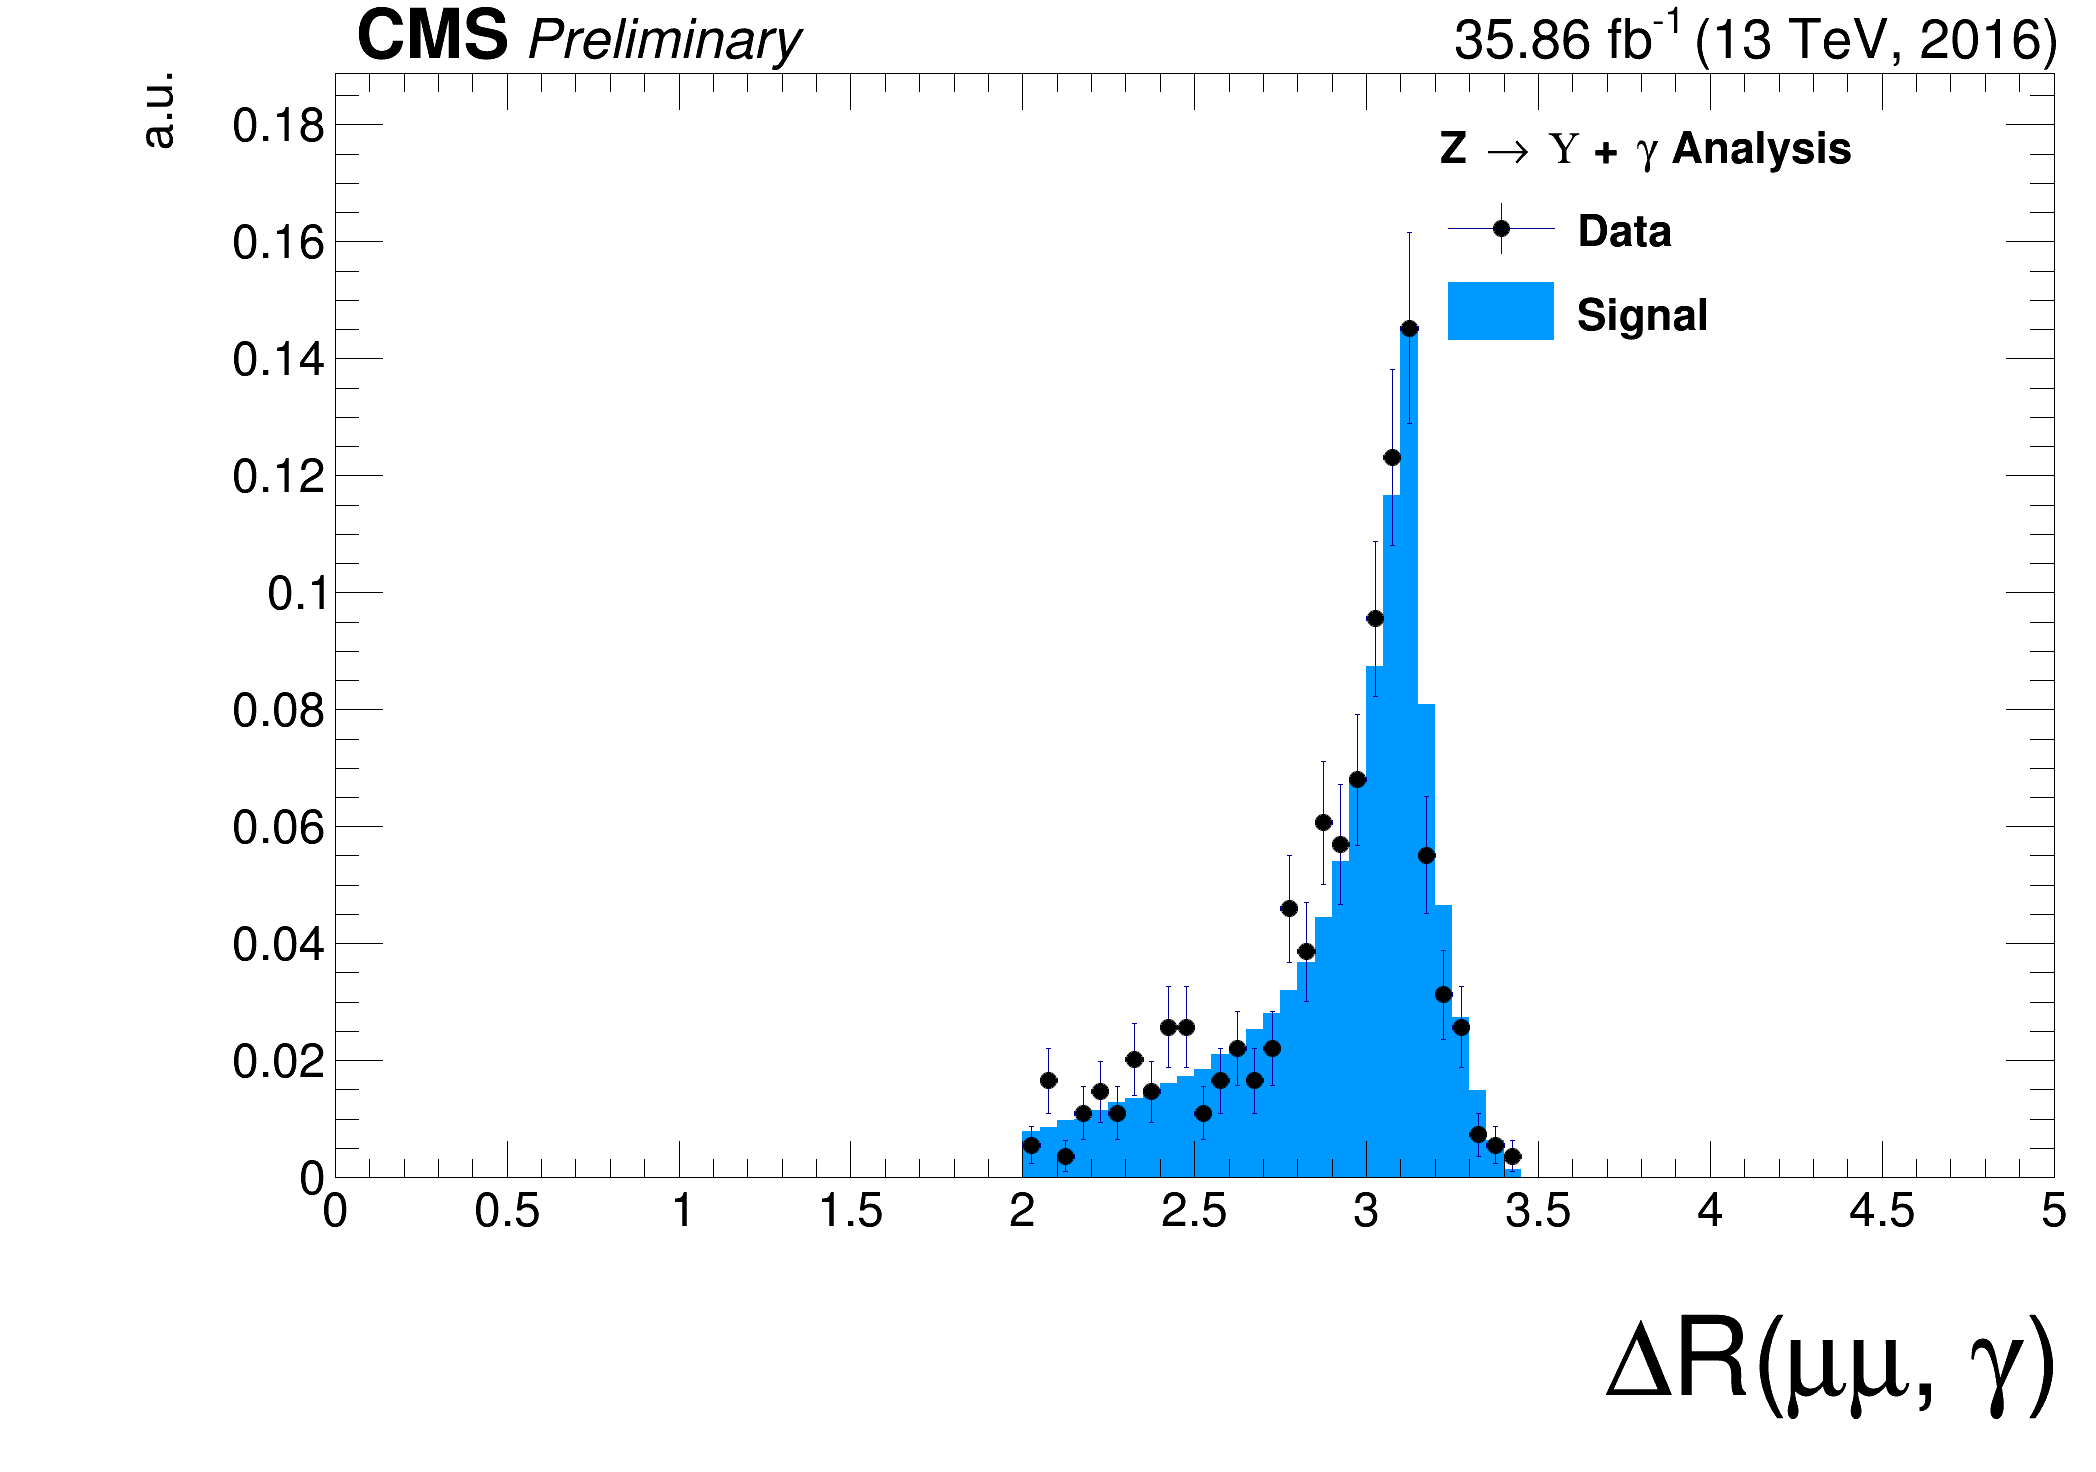 CMS Preliminary 35.86 fb⁻¹ (13 TeV, 2016)
a.u.
Z → ϒ + γ Analysis
Data
Signal
0.18
0.16
0.14
0.12
0.1
0.08
0.06
0.04
0.02
0
0 0.5 1 1.5 2 2.5 3 3.5 4 4.5 5
ΔR(μμ, γ)